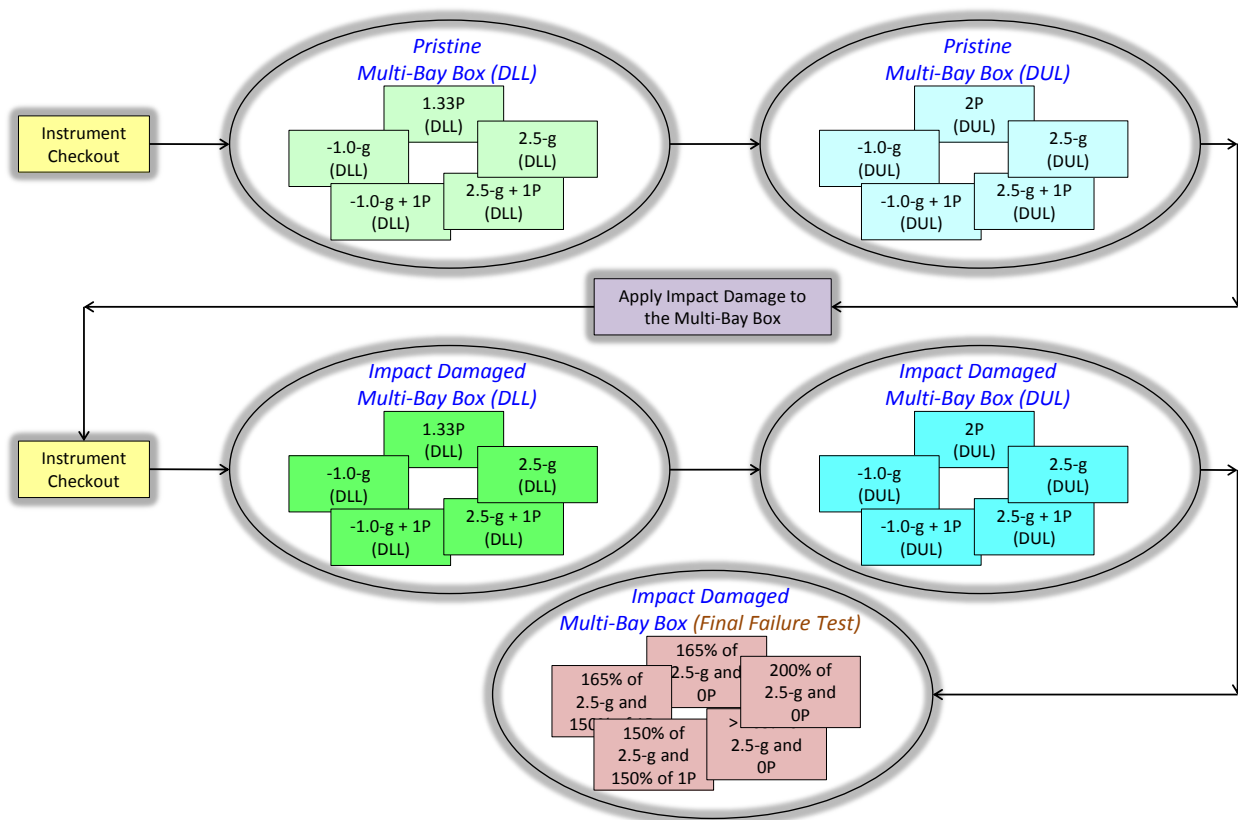 Pristine
Multi-Bay Box (DLL)
1.33P
(DLL)
-1.0-g
(DLL)
2.5-g
(DLL)
-1.0-g + 1P
(DLL)
2.5-g + 1P
(DLL)
Pristine
Multi-Bay Box (DUL)
2P
(DUL)
-1.0-g
(DUL)
2.5-g
(DUL)
-1.0-g + 1P
(DUL)
2.5-g + 1P
(DUL)
Instrument
Checkout
Apply Impact Damage to
the Multi-Bay Box
Instrument
Checkout
Impact Damaged
Multi-Bay Box (DLL)
1.33P
(DLL)
-1.0-g
(DLL)
2.5-g
(DLL)
-1.0-g + 1P
(DLL)
2.5-g + 1P
(DLL)
Impact Damaged
Multi-Bay Box (DUL)
2P
(DUL)
-1.0-g
(DUL)
2.5-g
(DUL)
-1.0-g + 1P
(DUL)
2.5-g + 1P
(DUL)
Impact Damaged
Multi-Bay Box (Final Failure Test)
165% of
2.5-g and
0P
200% of
2.5-g and
0P
165% of
2.5-g and
150% of 1P
150% of
2.5-g and
150% of 1P
>
2.5-g and
0P